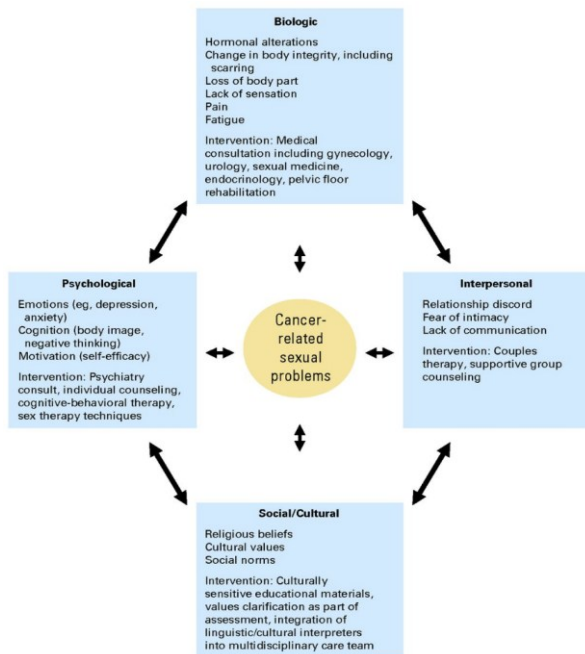 Biologic
Hormonal alterations
Change in body integrity, including
scarring
Loss of body part
Lack of sensation
Pain
Fatigue
Intervention: Medical
consultation including gynecology,
urology, sexual medicine,
endocrinology, pelvic floor
rehabilitation
Psychological
Emotions (eg, depression,
anxiety)
Cognition (body image,
negative thinking)
Motivation (self-efficacy)
Intervention: Psychiatry
consult, individual counseling,
cognitive-behavioral therapy,
sex therapy techniques
Cancer-
related
sexual
problems
Interpersonal
Relationship discord
Fear of intimacy
Lack of communication
Intervention: Couples
therapy, supportive group
counseling
Social/Cultural
Religious beliefs
Cultural values
Social norms
Intervention: Culturally
sensitive educational materials,
values clarification as part of
assessment, integration of
linguistic/cultural interpreters
into multidisciplinary care team